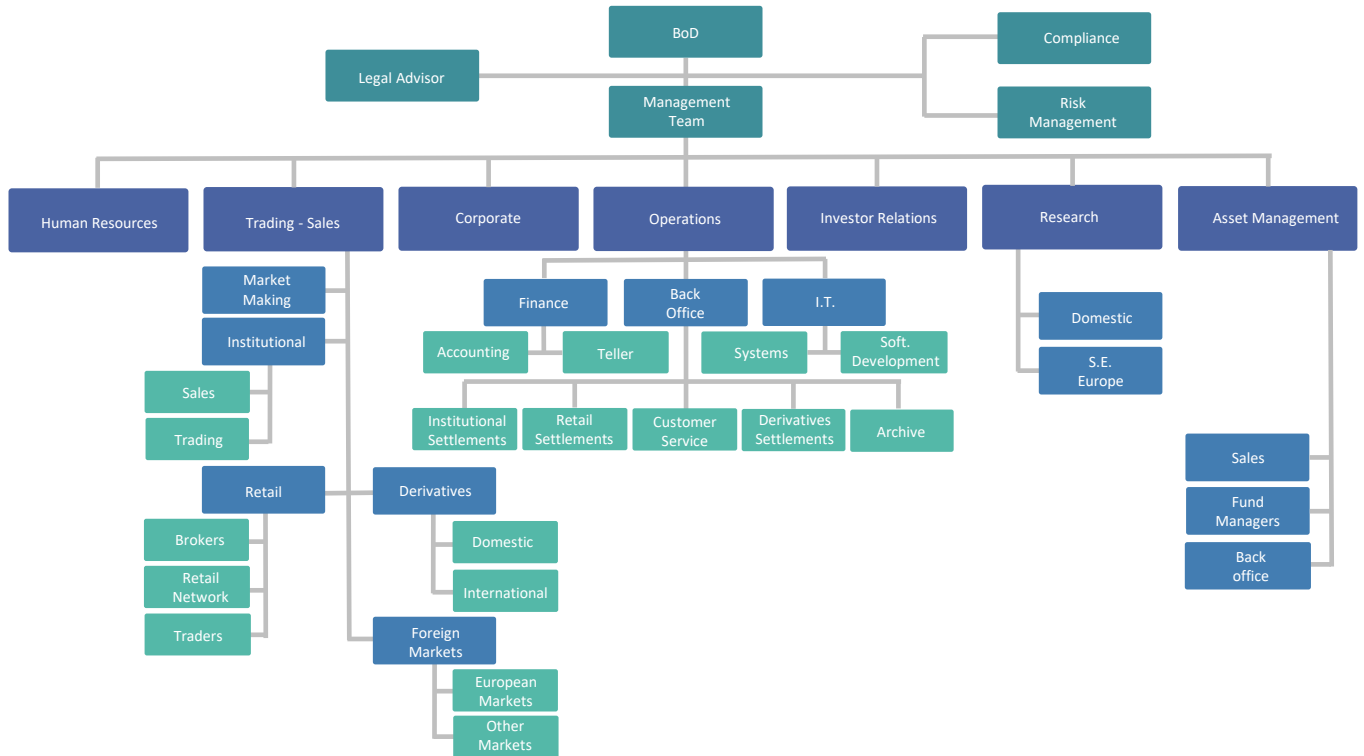 BoD
Compliance
Legal Advisor
Management
Team
Risk
Management
Human Resources
Trading - Sales
Corporate
Operations
Investor Relations
Research
Asset Management
Market
Making
Institutional
Sales
Trading
Retail
Brokers
Retail
Network
Traders
Derivatives
Domestic
International
Foreign
Markets
European
Markets
Other
Markets
Finance
Back
Office
I.T.
Accounting
Teller
Systems
Soft.
Development
Institutional
Settlements
Retail
Settlements
Customer
Service
Derivatives
Settlements
Archive
Domestic
S.E.
Europe
Sales
Fund
Managers
Back
office